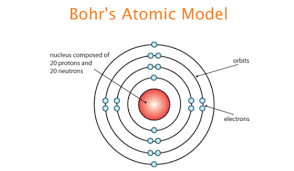 Bohr's Atomic Model
nucleus composed of
20 protons and
20 neutrons
orbits
electrons